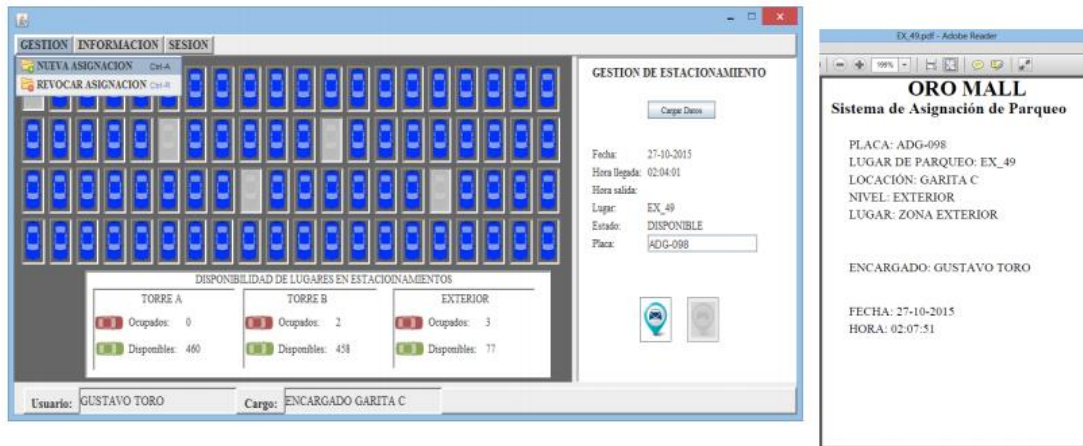 GESTION INFORMACION SESION
NUEVA ASIGNACION Ctrl-A
REVOCAR ASIGNACION Ctrl-R
GESTION DE ESTACIONAMIENTO
Cargar Datos
Fecha: 27-10-2015
Hora llegada: 02:04:01
Hora salida:
Lugar: EX_49
Estado: DISPONIBLE
Placa: ADG-098
DISPONIBILIDAD DE LUGARES EN ESTACIOINAMIENTOS
TORRE A TORRE B EXTERIOR
Ocupados: 0 Ocupados: 2 Ocupados: 3
Disponibles: 460 Disponibles: 458 Disponibles: 77
Usuario: GUSTAVO TORO Cargo: ENCARGADO GARITA C
EX_49.pdf - Adobe Reader
ORO MALL
Sistema de Asignación de Parqueo
PLACA: ADG-098
LUGAR DE PARQUEO: EX_49
LOCACIÓN: GARITA C
NIVEL: EXTERIOR
LUGAR: ZONA EXTERIOR
ENCARGADO: GUSTAVO TORO
FECHA: 27-10-2015
HORA: 02:07:51